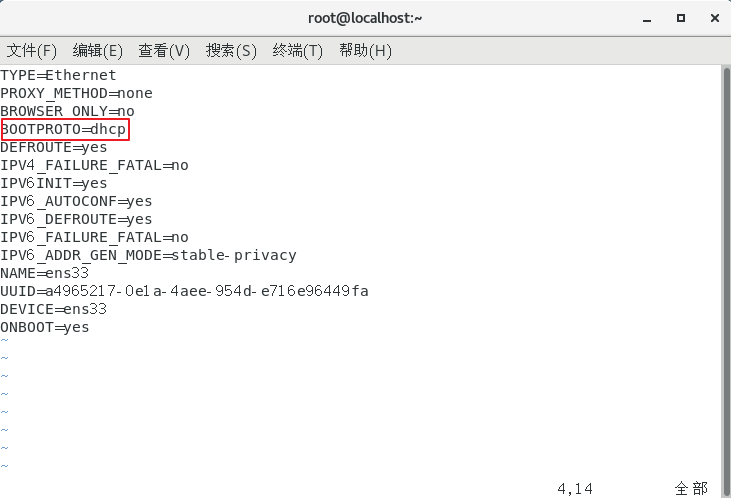 root@localhost:~
文件(F) 编辑(E) 查看(V) 搜索(S) 终端(T) 帮助(H)
TYPE=Ethernet
PROXY_METHOD=none
BROWSER_ONLY=no
BOOTPROTO=dhcp
DEFROUTE=yes
IPV4_FAILURE_FATAL=no
IPV6INIT=yes
IPV6_AUTOCONF=yes
IPV6_DEFROUTE=yes
IPV6_FAILURE_FATAL=no
IPV6_ADDR_GEN_MODE=stable-privacy
NAME=ens33
UUID=a4965217-0e1a-4aee-954d-e716e96449fa
DEVICE=ens33
ONBOOT=yes
~
~
~
~
~
~
~
~
4,14 全部